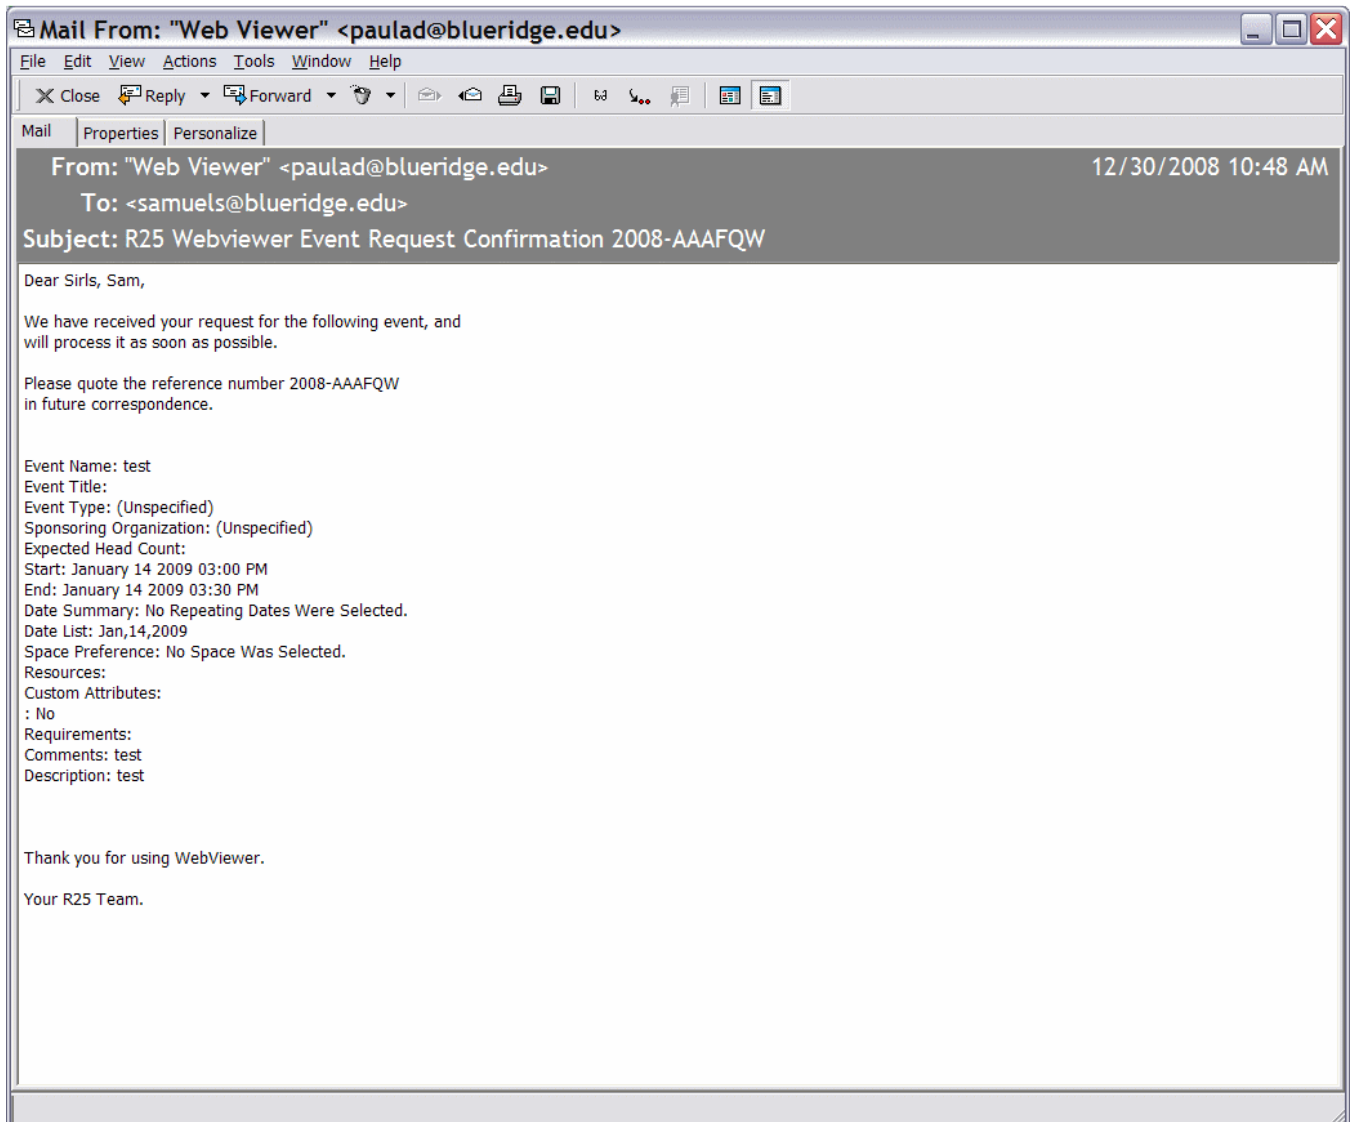 Mail From: "Web Viewer" <paulad@blueridge.edu>
File Edit View Actions Tools Window Help
Close Reply Forward
Mail Properties Personalize
From: "Web Viewer" <paulad@blueridge.edu> 12/30/2008 10:48 AM
To: <samuels@blueridge.edu>
Subject: R25 Webviewer Event Request Confirmation 2008-AAAFQW
Dear Sirls, Sam,
We have received your request for the following event, and
will process it as soon as possible.
Please quote the reference number 2008-AAAFQW
in future correspondence.
Event Name: test
Event Title:
Event Type: (Unspecified)
Sponsoring Organization: (Unspecified)
Expected Head Count:
Start: January 14 2009 03:00 PM
End: January 14 2009 03:30 PM
Date Summary: No Repeating Dates Were Selected.
Date List: Jan,14,2009
Space Preference: No Space Was Selected.
Resources:
Custom Attributes:
: No
Requirements:
Comments: test
Description: test
Thank you for using WebViewer.
Your R25 Team.